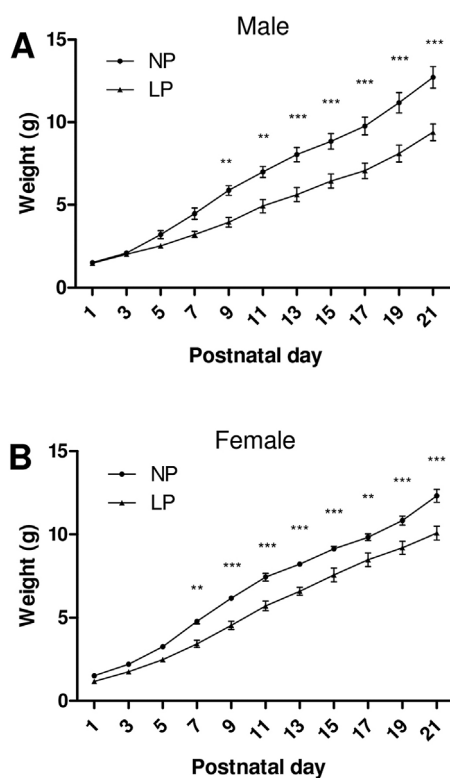 A
Male
NP
LP
**
**
***
***
***
***
***
Weight (g)
15
10
5
0
1 3 5 7 9 11 13 15 17 19 21
Postnatal day
B
Female
NP
LP
**
***
***
***
***
**
***
***
Weight (g)
15
10
5
0
1 3 5 7 9 11 13 15 17 19 21
Postnatal day